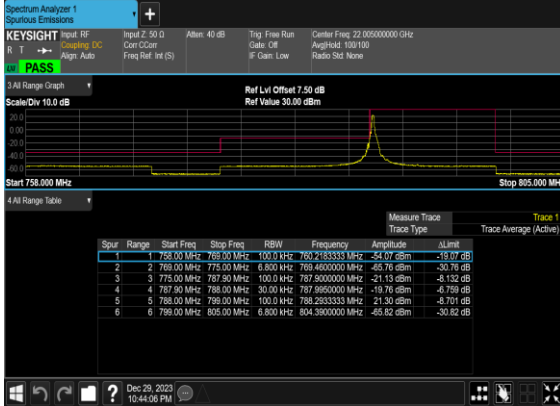 Spectrum Analyzer 1
Spurious Emissions
+
KEYSIGHT Input: RF Input Z: 50 Ω Atten: 40 dB Trig: Free Run Center Freq: 22.005000000 GHz
R T Coupling: DC Corr CCorr Gate: Off Avg|Hold: 100/100
Align: Auto Freq Ref: Int (S) IF Gain: Low Radio Std: None
PASS
3 All Range Graph
Ref Lvl Offset 7.50 dB
Scale/Div 10.0 dB Ref Value 30.00 dBm
20.0
0.00
-20.0
-40.0
-60.0
Start 758.000 MHz Stop 805.000 MH
4 All Range Table
Measure Trace Trace 1
Trace Type Trace Average (Active)
Spur Range Start Freq Stop Freq RBW Frequency Amplitude ΔLimit
1 1 758.00 MHz 769.00 MHz 100.0 kHz 760.2183333 MHz -54.07 dBm -19.07 dB
2 2 769.00 MHz 775.00 MHz 6.800 kHz 769.4600000 MHz -65.76 dBm -30.76 dB
3 3 775.00 MHz 787.90 MHz 100.0 kHz 787.9000000 MHz -21.13 dBm -8.132 dB
4 4 787.90 MHz 788.00 MHz 30.00 kHz 787.9950000 MHz -19.76 dBm -6.759 dB
5 5 788.00 MHz 799.00 MHz 100.0 kHz 788.2933333 MHz 21.30 dBm -8.701 dB
6 6 799.00 MHz 805.00 MHz 6.800 kHz 804.3900000 MHz -65.82 dBm -30.82 dB
? Dec 29, 2023
10:44:06 PM